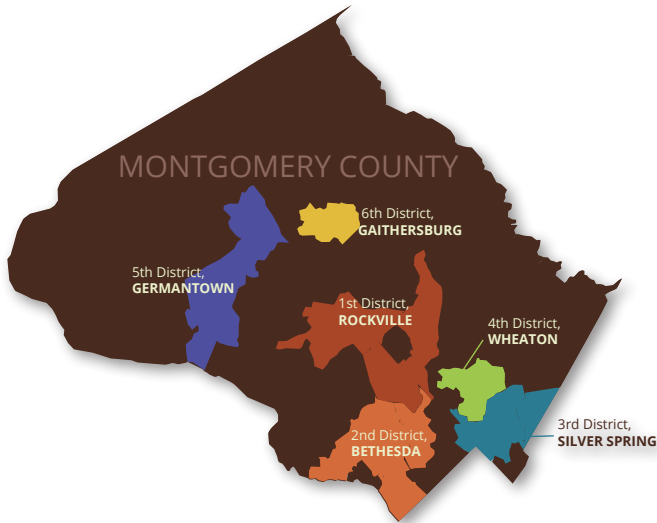 MONTGOMERY COUNTY
6th District,
GAITHERSBURG
5th District,
GERMANTOWN
1st District,
ROCKVILLE
4th District,
WHEATON
2nd District,
BETHESDA
3rd District,
SILVER SPRING